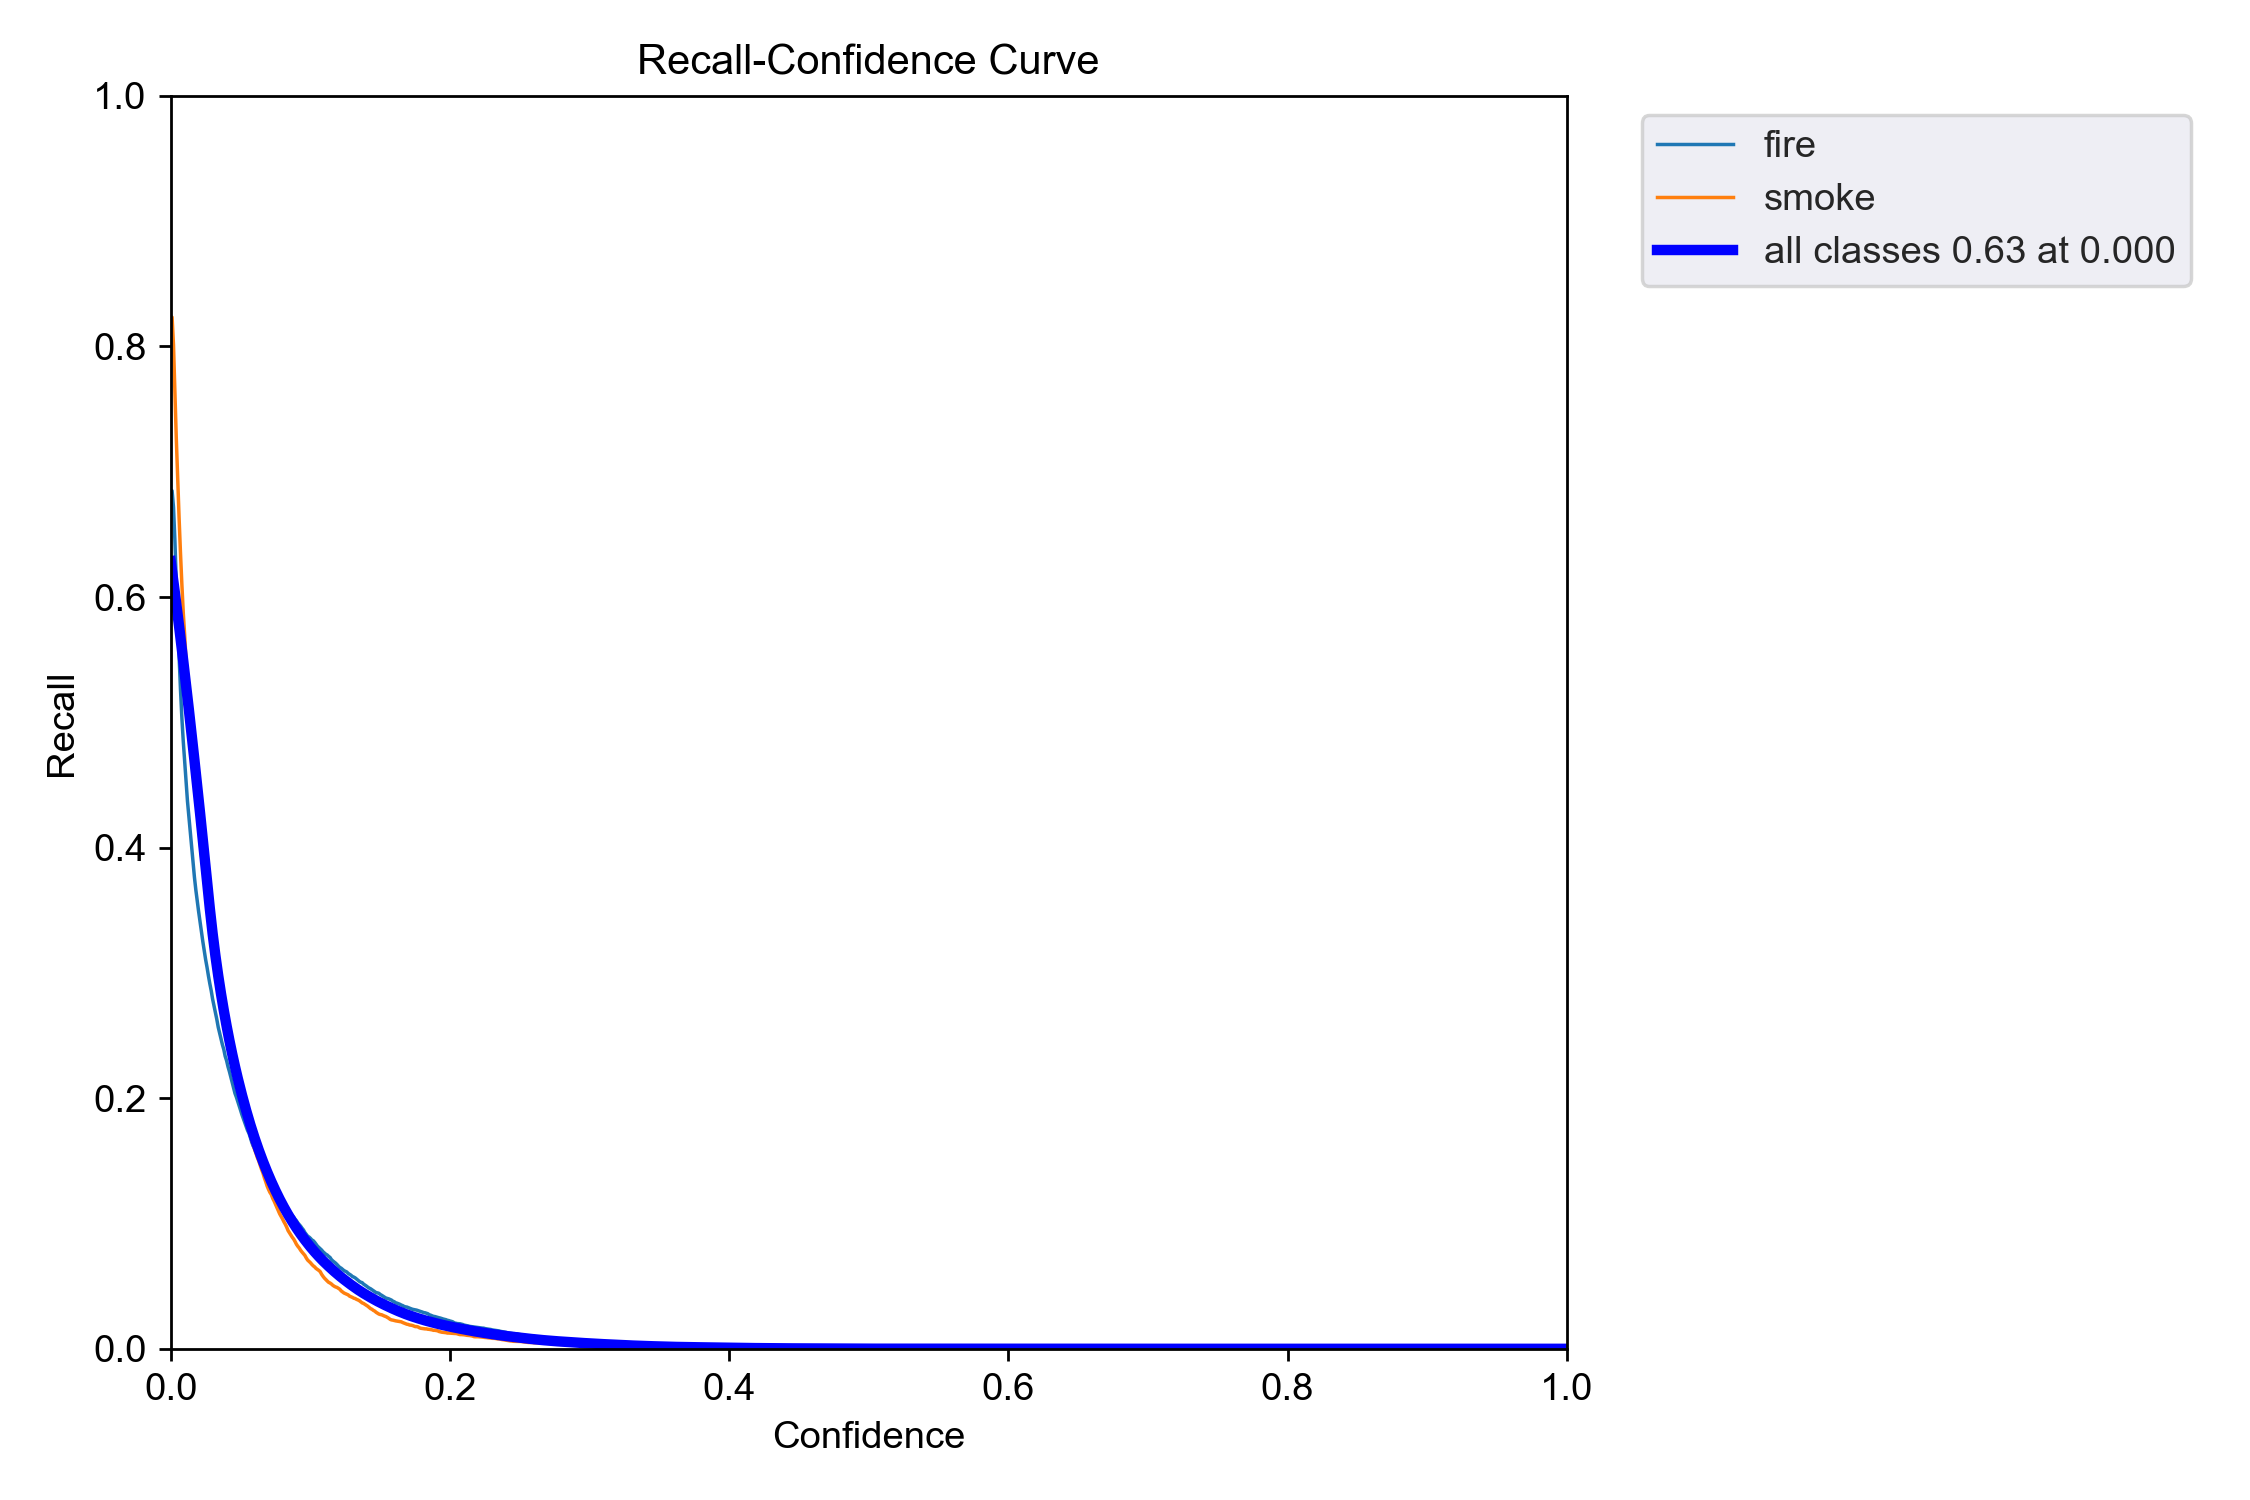 Recall-Confidence Curve
1.0
0.8
0.6
0.4
0.2
0.0
Recall
0.0 0.2 0.4 0.6 0.8 1.0
Confidence
fire
smoke
all classes 0.63 at 0.000